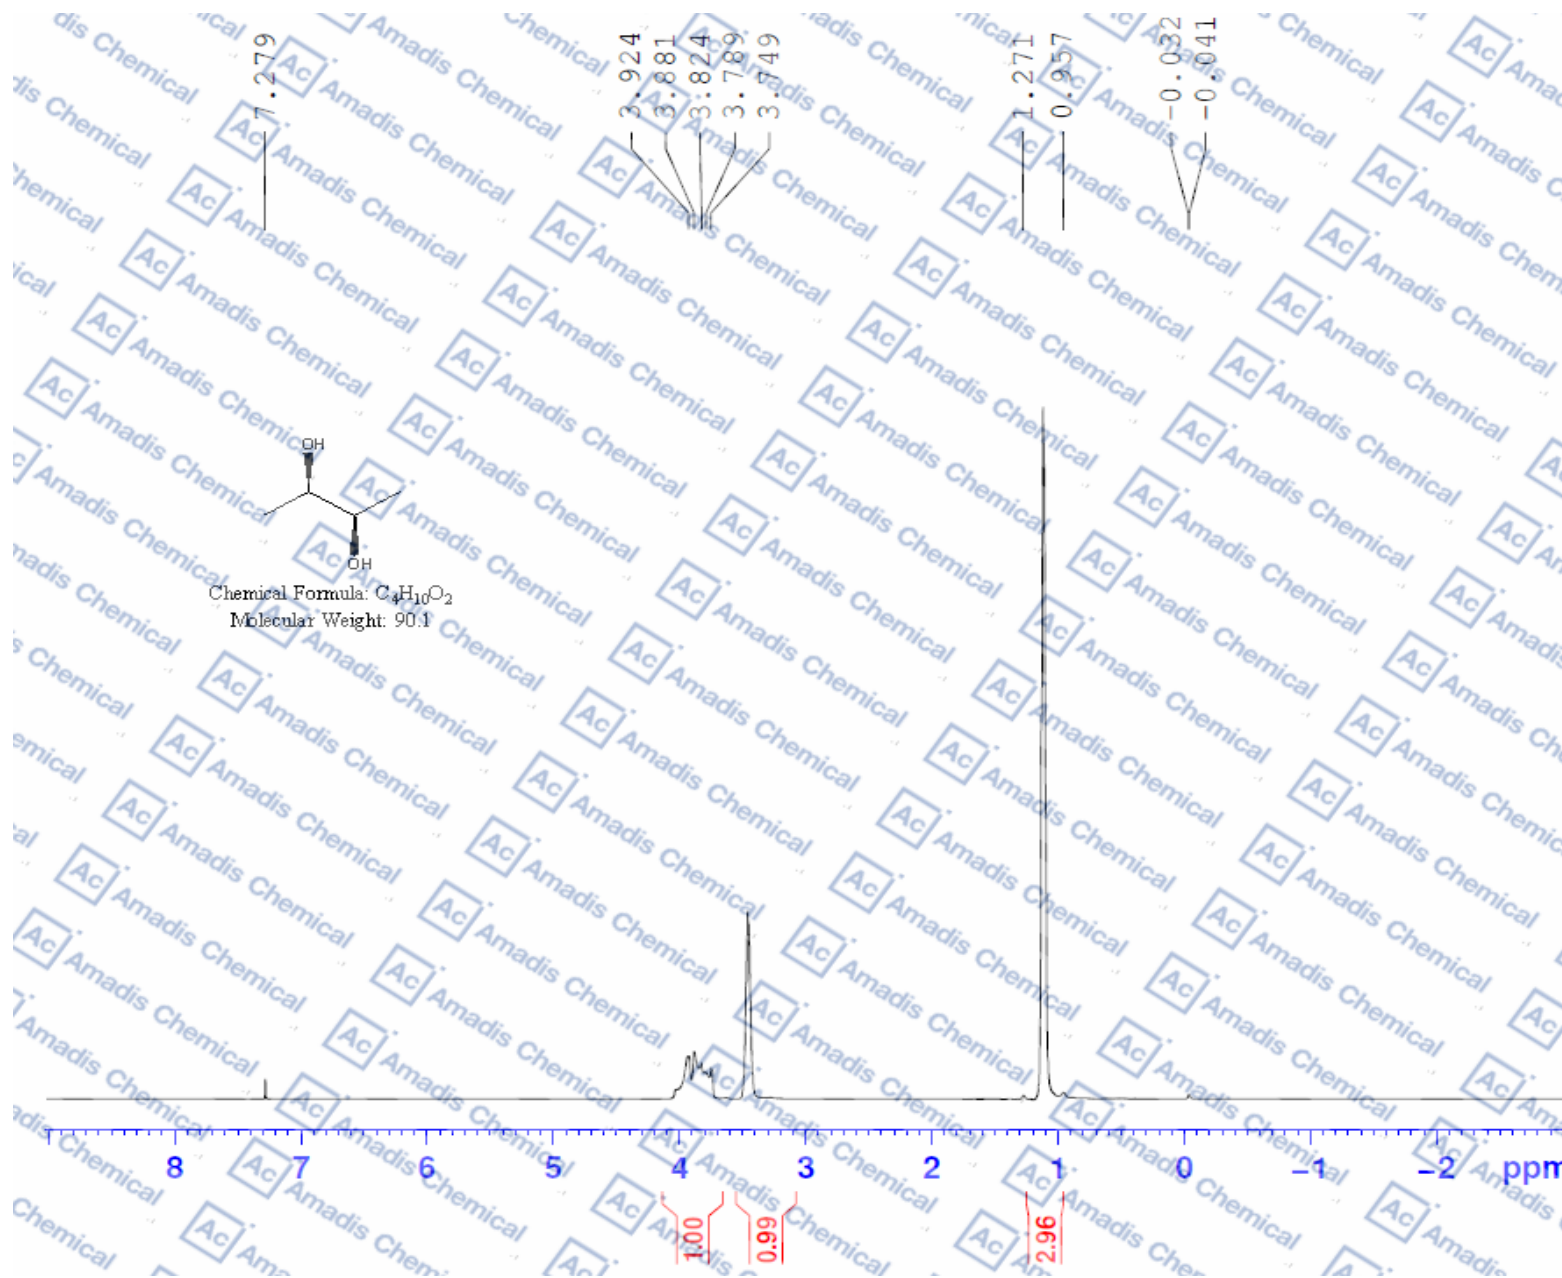 7.279
3.924
3.881
3.824
3.789
3.749
1.271
0.957
-0.032
-0.041
OH
OH
Chemical Formula: C₄H₁₀O₂
Molecular Weight: 90.1
8 7 6 5 4 3 2 1 0 -1 -2 ppm
1.00
0.99
2.96
Ac Amadis Chemical